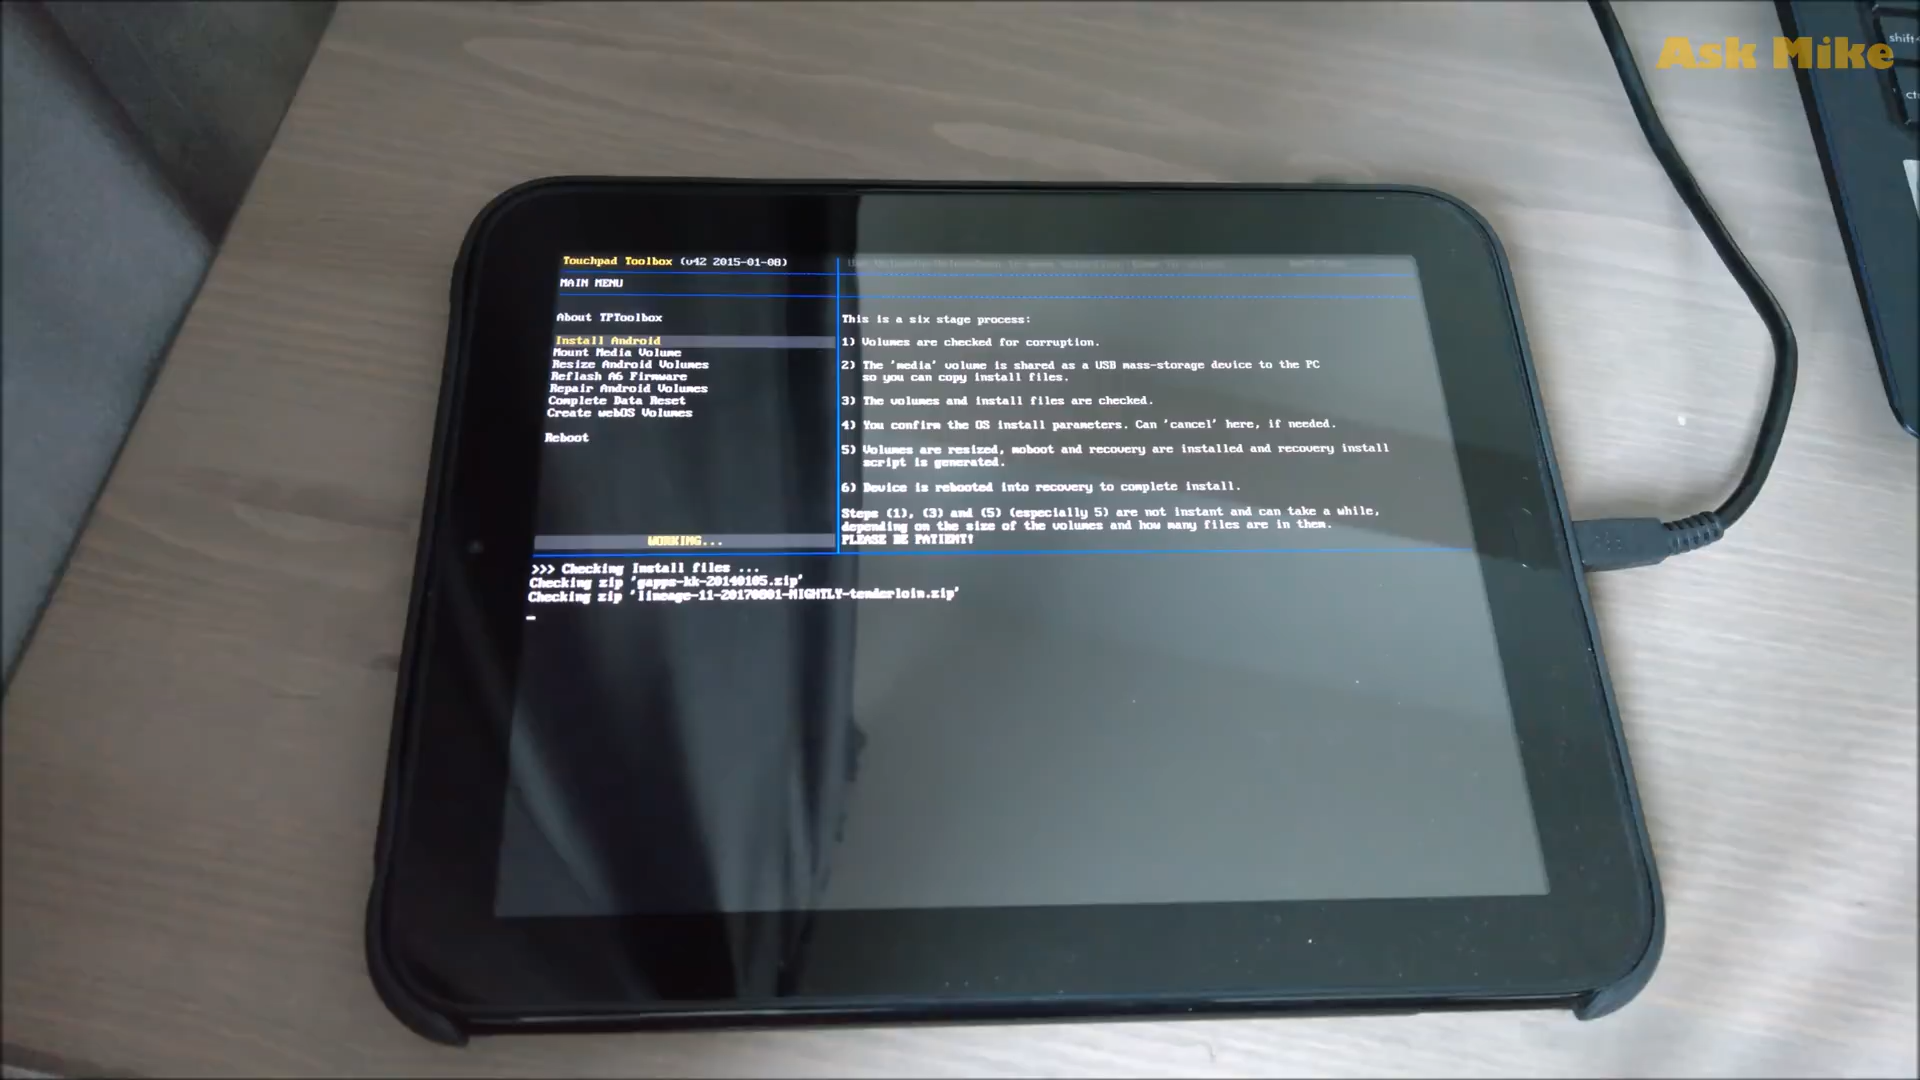 Ask Mike
shift
Touchpad Toolbox (v42 2015-01-08)
MAIN MENU
About TPToolbox
Install Android
Mount Media Volume
Resize Android Volumes
Reflash A6 Firmware
Repair Android Volumes
Complete Data Reset
Create webOS Volumes
Reboot
WORKING...
This is a six stage process:
1) Volumes are checked for corruption.
2) The 'media' volume is shared as a USB mass-storage device to the PC
so you can copy install files.
3) The volumes and install files are checked.
4) You confirm the OS install parameters. Can 'cancel' here, if needed.
5) Volumes are resized, moboot and recovery are installed and recovery install
script is generated.
6) Device is rebooted into recovery to complete install.
Steps (1), (3) and (5) (especially 5) are not instant and can take a while,
depending on the size of the volumes and how many files are in them.
PLEASE BE PATIENT!
>>> Checking Install files ...
Checking zip 'gapps-kk-20140105.zip'
Checking zip 'lineage-11-20170801-NIGHTLY-tenderloin.zip'